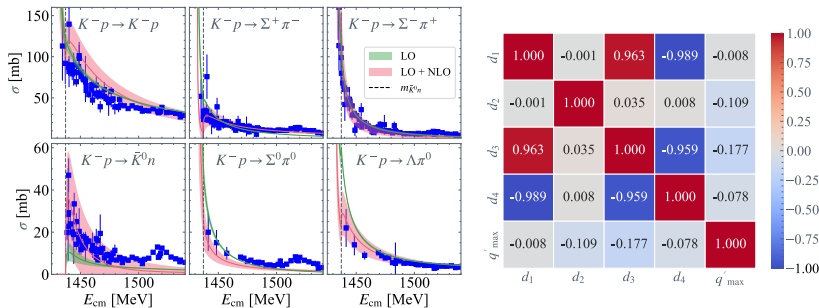 K⁻p → K⁻p
K⁻p → Σ⁺π⁻
K⁻p → Σ⁻π⁺
LO
LO + NLO
m_{K̄⁰n}
σ [mb]
150
100
50
K⁻p → K̄⁰n
K⁻p → Σ⁰π⁰
K⁻p → Λπ⁰
σ [mb]
60
40
20
0
1450 1500
1450 1500
1450 1500
E_cm [MeV]
E_cm [MeV]
E_cm [MeV]
d₁ 1.000 -0.001 0.963 -0.989 -0.008
d₂ -0.001 1.000 0.035 0.008 -0.109
d₃ 0.963 0.035 1.000 -0.959 -0.177
d₄ -0.989 0.008 -0.959 1.000 -0.078
q'_max -0.008 -0.109 -0.177 -0.078 1.000
d₁ d₂ d₃ d₄ q'_max
1.00
0.75
0.50
0.25
0.00
−0.25
−0.50
−0.75
−1.00